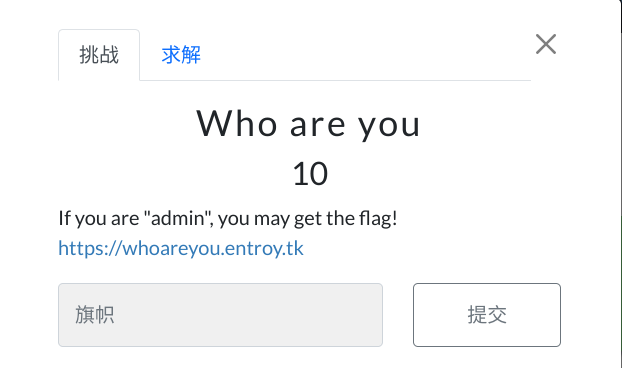 挑战 求解
Who are you
10
If you are "admin", you may get the flag!
https://whoareyou.entroy.tk
旗帜 提交